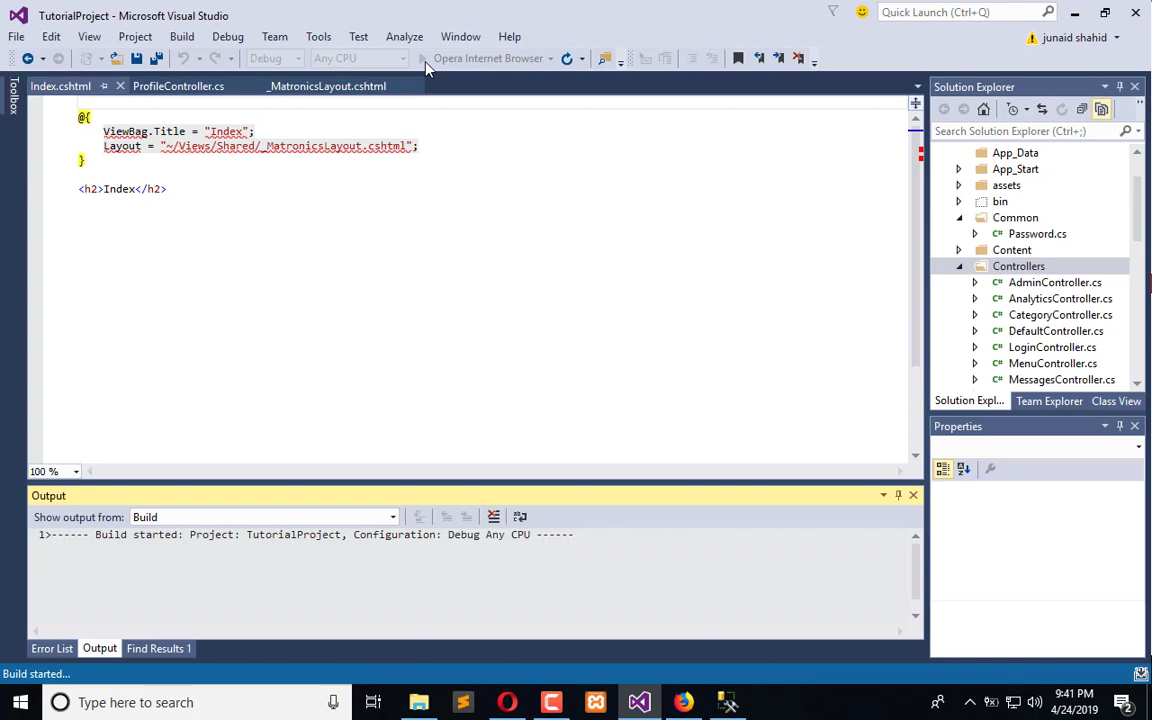 TutorialProject - Microsoft Visual Studio
Quick Launch (Ctrl+Q)
File Edit View Project Build Debug Team Tools Test Analyze Window Help
junaid shahid
Debug Any CPU Opera Internet Browser
Toolbox
Index.cshtml ProfileController.cs _MatronicsLayout.cshtml
@{
ViewBag.Title = "Index";
Layout = "~/Views/Shared/_MatronicsLayout.cshtml";
}
<h2>Index</h2>
100 %
Solution Explorer
Search Solution Explorer (Ctrl+;)
App_Data
App_Start
assets
bin
Common
C# Password.cs
Content
Controllers
C# AdminController.cs
C# AnalyticsController.cs
C# CategoryController.cs
C# DefaultController.cs
C# LoginController.cs
C# MenuController.cs
C# MessagesController.cs
Solution Expl... Team Explorer Class View
Properties
Output
Show output from: Build
1>------ Build started: Project: TutorialProject, Configuration: Debug Any CPU ------
Error List Output Find Results 1
Build started...
Type here to search
9:41 PM
4/24/2019
2